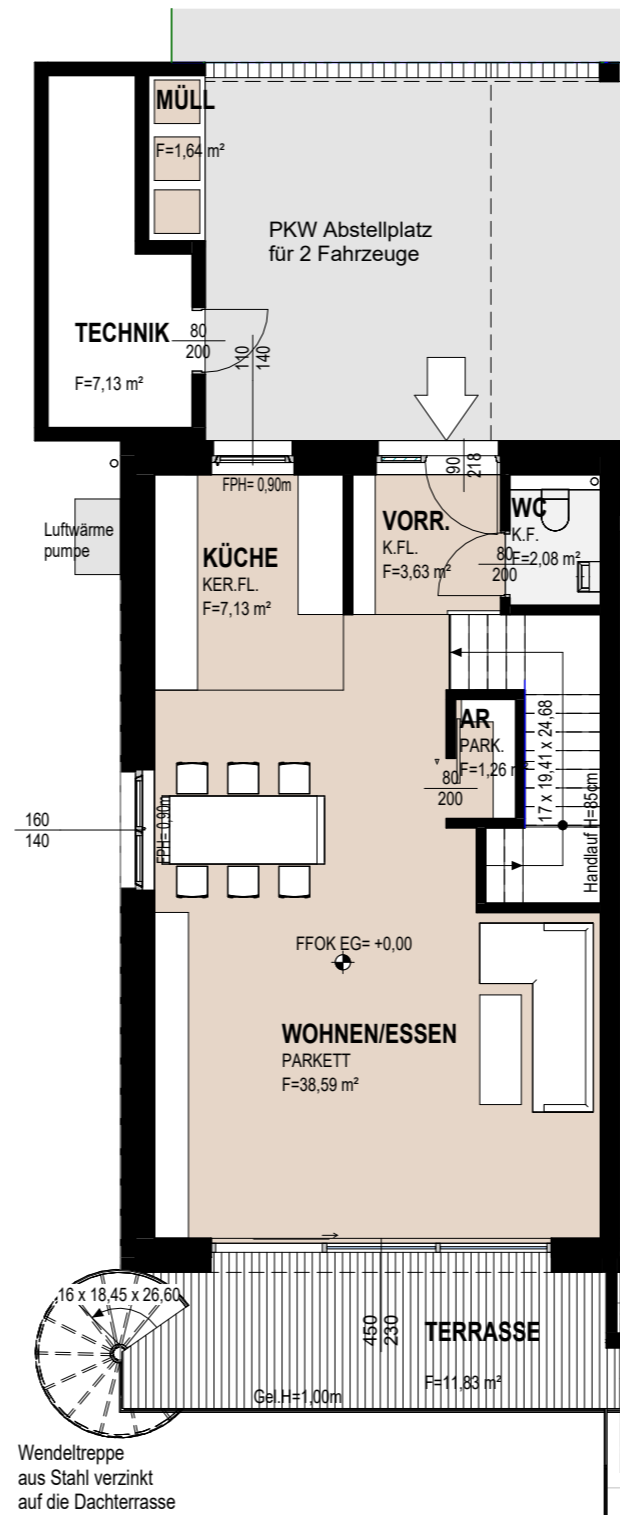 MÜLL
F=1,64 m²
PKW Abstellplatz
für 2 Fahrzeuge
TECHNIK
F=7,13 m²
80
200
110
140
90
218
FPH= 0,90m
Luftwärme
pumpe
KÜCHE
KER.FL.
F=7,13 m²
VORR.
K.FL.
F=3,63 m²
WC
K.F.
F=2,08 m²
80
200
AR
PARK.
F=1,26 m²
80
200
17 x 19,41 x 24,68
Handlauf H=85cm
160
140
FPH= 0,90m
FFOK EG= +0,00
WOHNEN/ESSEN
PARKETT
F=38,59 m²
16 x 18,45 x 26,60
450
230
TERRASSE
F=11,83 m²
Gel.H=1,00m
Wendeltreppe
aus Stahl verzinkt
auf die Dachterrasse